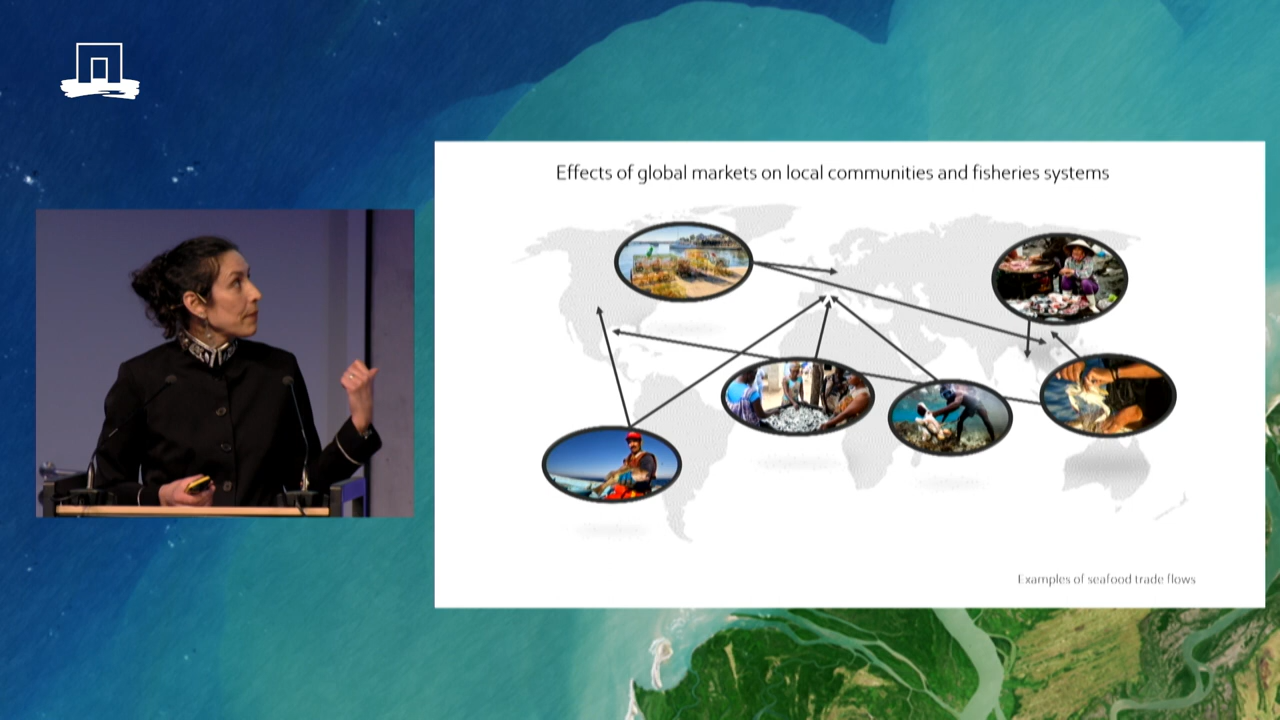 Effects of global markets on local communities and fisheries systems
Examples of seafood trade flows